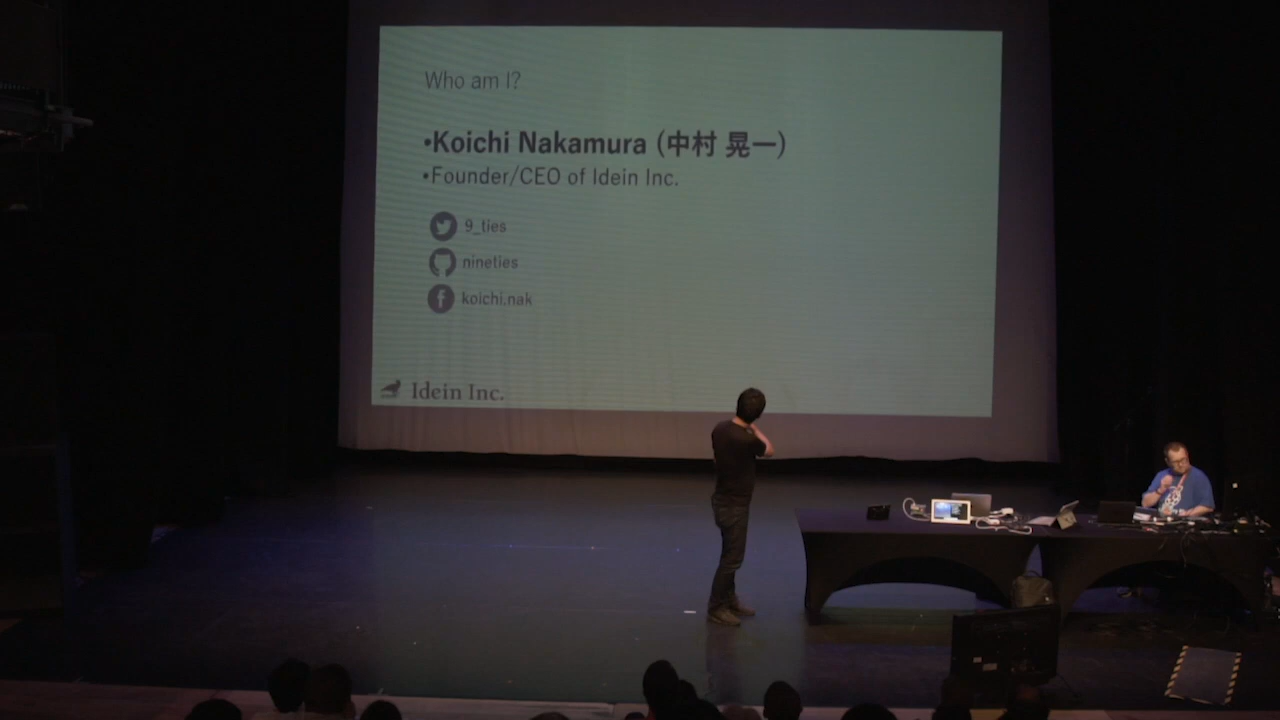 Who am I?
•Koichi Nakamura (中村 晃一)
•Founder/CEO of Idein Inc.
9_ties
nineties
koichi.nak
Idein Inc.